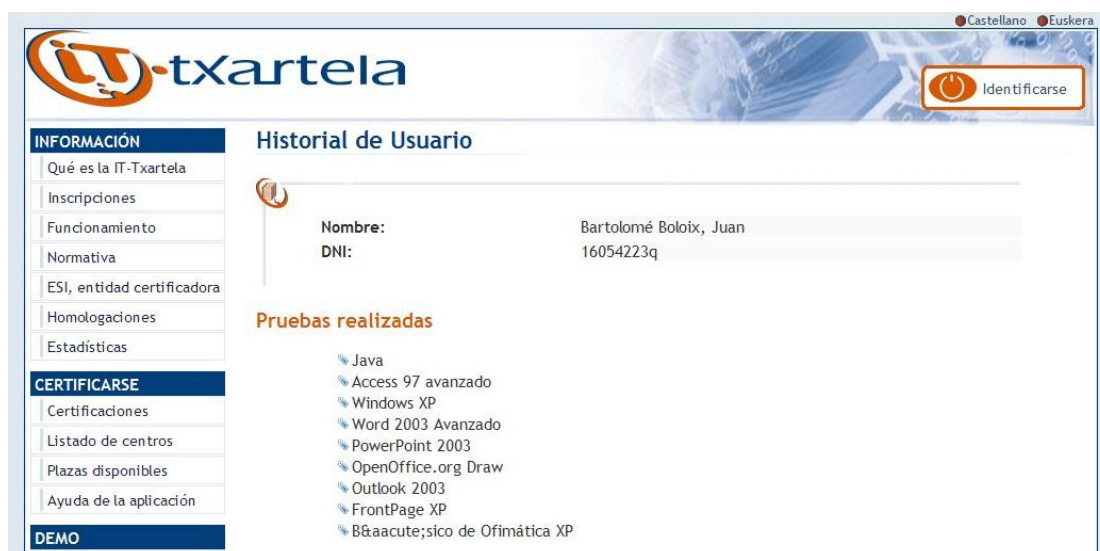 Castellano Euskera
iT-txartela
Identificarse
INFORMACIÓN
Qué es la IT-Txartela
Inscripciones
Funcionamiento
Normativa
ESI, entidad certificadora
Homologaciones
Estadísticas
CERTIFICARSE
Certificaciones
Listado de centros
Plazas disponibles
Ayuda de la aplicación
DEMO
Historial de Usuario
Nombre: Bartolomé Boloix, Juan
DNI: 16054223q
Pruebas realizadas
Java
Access 97 avanzado
Windows XP
Word 2003 Avanzado
PowerPoint 2003
OpenOffice.org Draw
Outlook 2003
FrontPage XP
B&aacute;sico de Ofimática XP